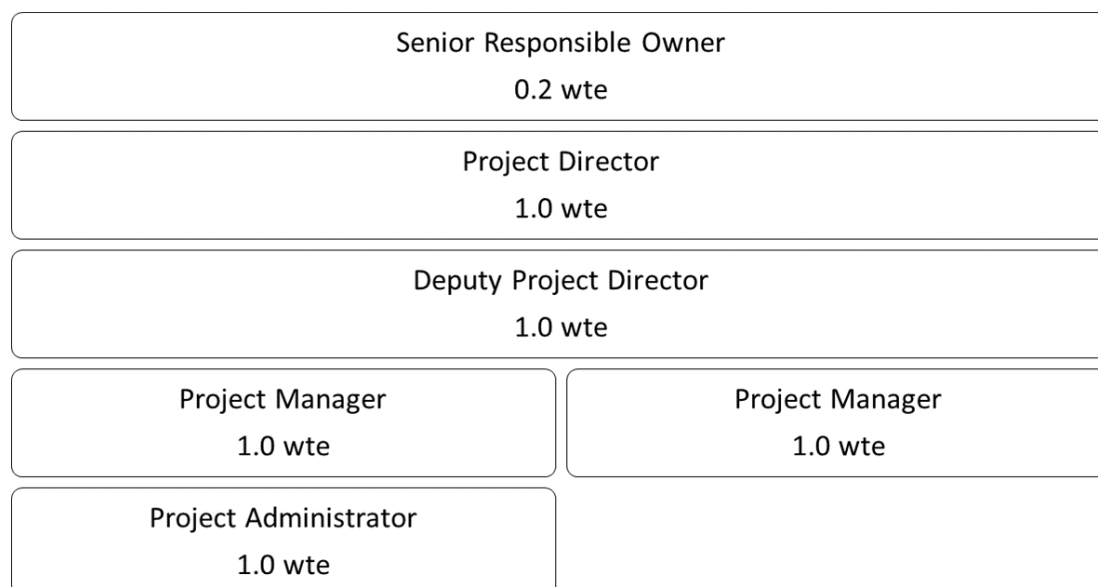 Senior Responsible Owner
0.2 wte
Project Director
1.0 wte
Deputy Project Director
1.0 wte
Project Manager
1.0 wte
Project Manager
1.0 wte
Project Administrator
1.0 wte